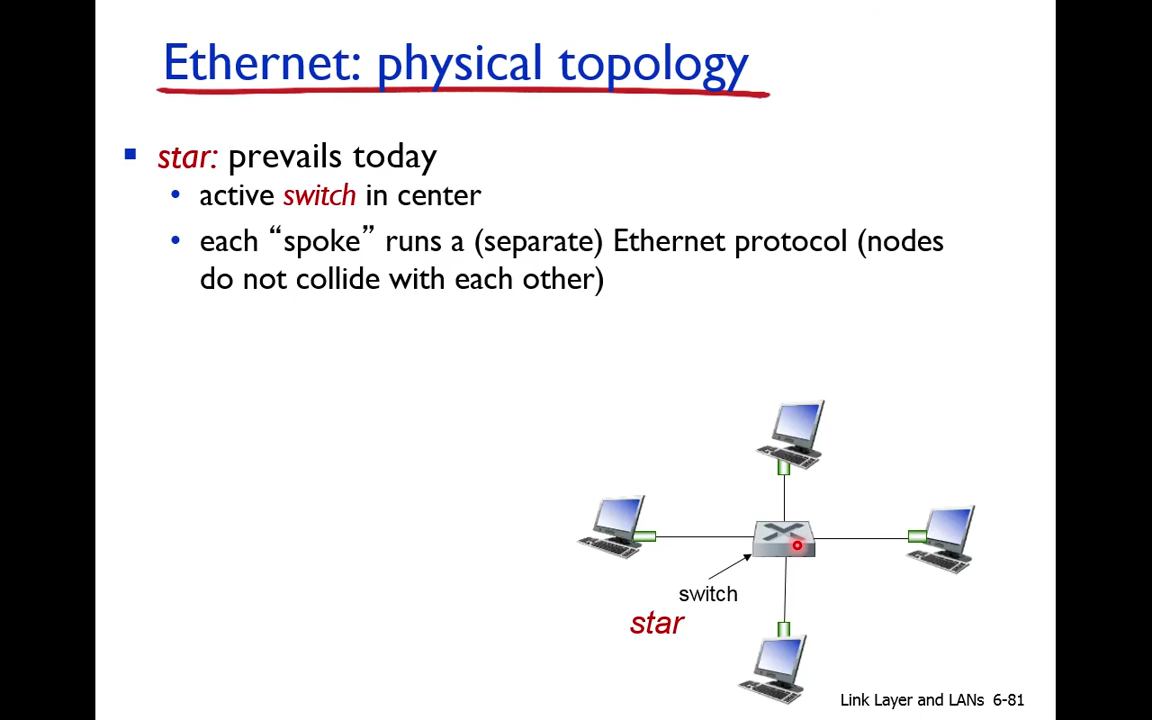 Ethernet: physical topology
star: prevails today
active switch in center
each “spoke” runs a (separate) Ethernet protocol (nodes
do not collide with each other)
switch
star
Link Layer and LANs 6-81